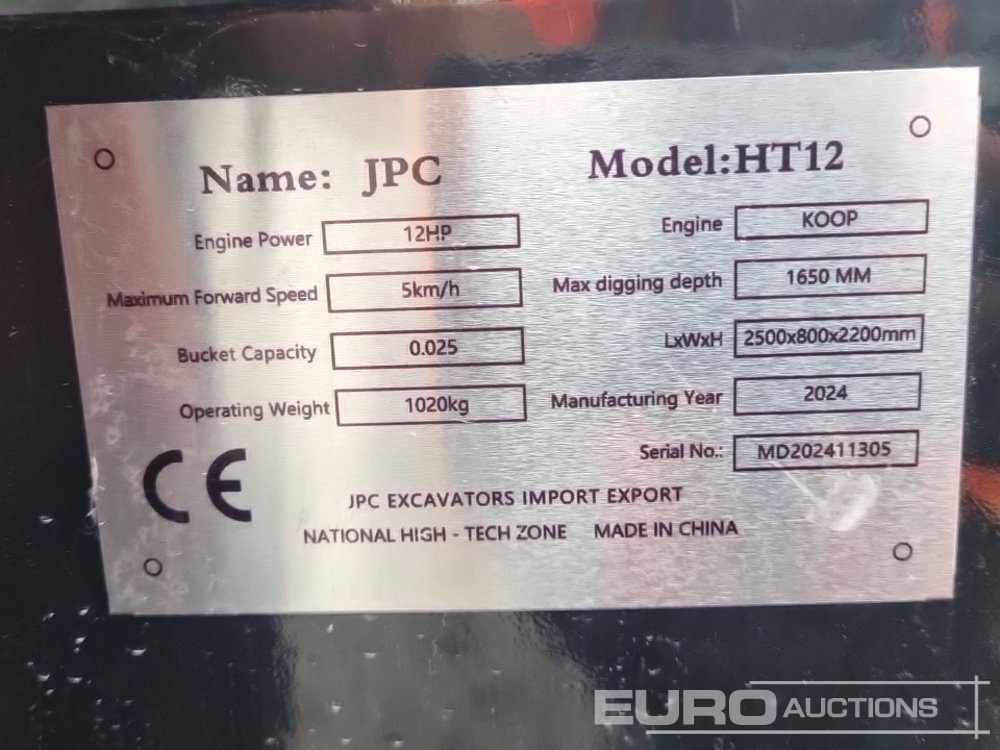 Name: JPC Model:HT12
Engine Power 12HP Engine KOOP
Maximum Forward Speed 5km/h Max digging depth 1650 MM
Bucket Capacity 0.025 LxWxH 2500x800x2200mm
Operating Weight 1020kg Manufacturing Year 2024
Serial No.: MD202411305
CE
JPC EXCAVATORS IMPORT EXPORT
NATIONAL HIGH - TECH ZONE MADE IN CHINA
EURO AUCTIONS